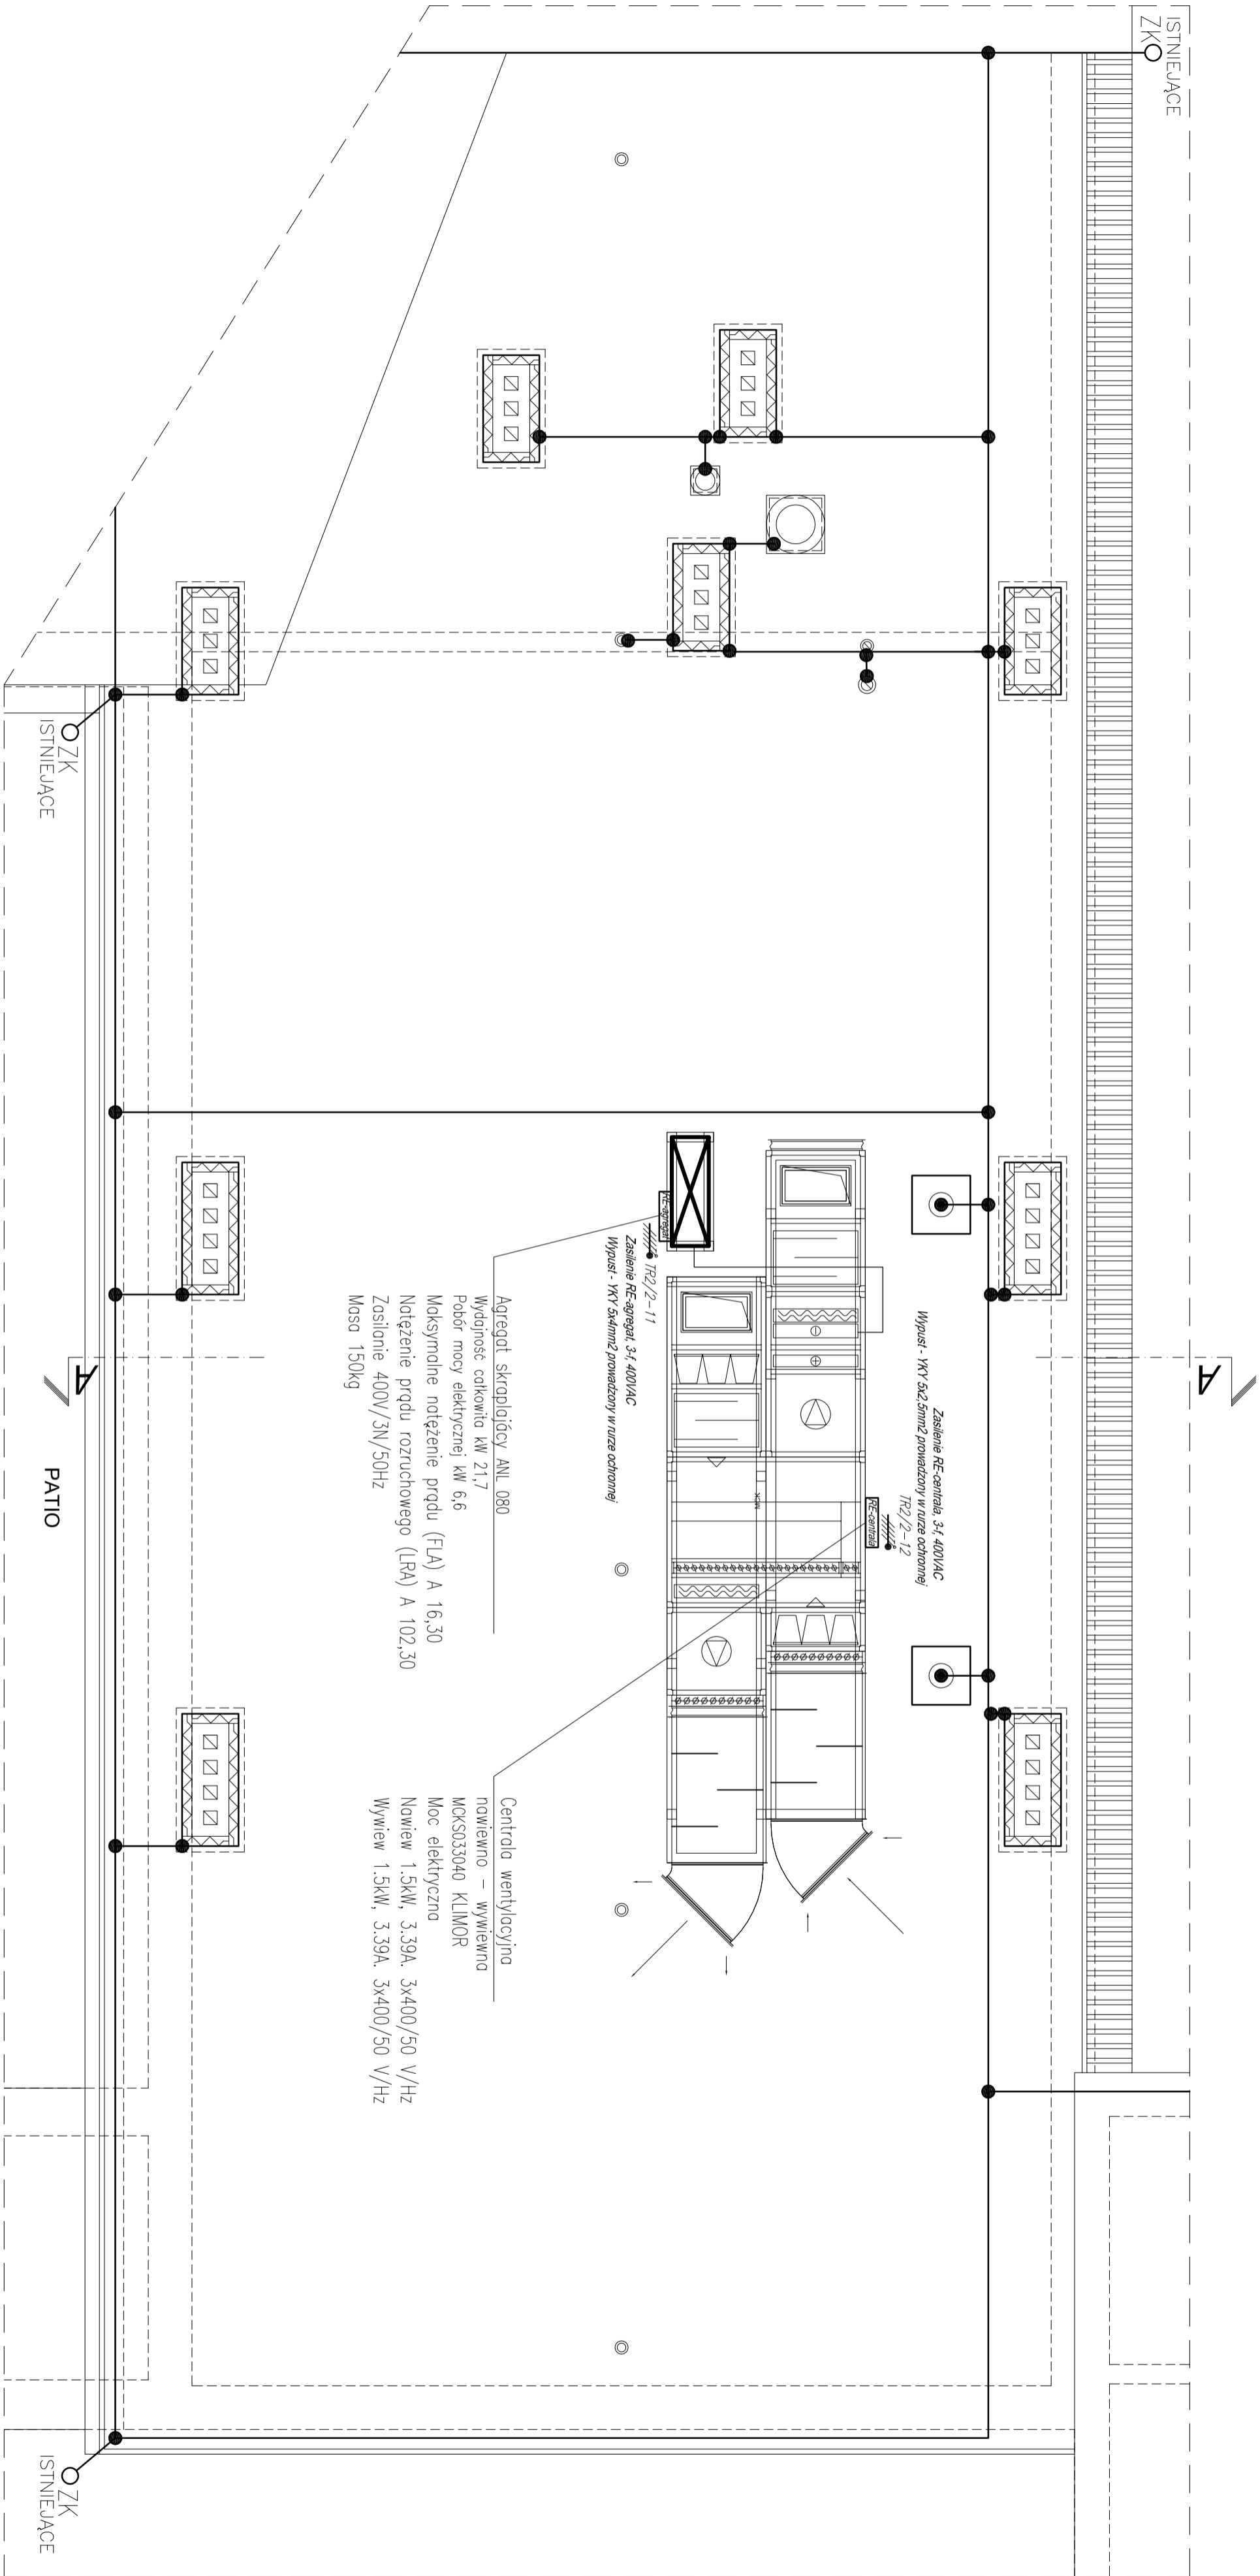 ISTNIEJĄCE
ZK
ZK
ISTNIEJĄCE
Zasilenie RE-centrala, 3-f, 400VAC
Wypust - YKY 5x2,5mm2 prowadzony w rurze ochronnej
TR2/2-12
RE-centrala
RE-agregat
TR2/2-11
Zasilenie RE-agregat, 3-f, 400VAC
Wypust - YKY 5x4mm2 prowadzony w rurze ochronnej
Agregat skraplający ANL 080
Wydajność całkowita kW 21,7
Pobór mocy elektrycznej kW 6,6
Maksymalne natężenie prądu (FLA) A 16,30
Natężenie prądu rozruchowego (LRA) A 102,30
Zasilanie 400V/3N/50Hz
Masa 150kg
Centrala wentylacyjna
nawiewno - wywiewna
MCKS033040 KLIMOR
Moc elektryczna
Nawiew 1.5kW, 3.39A. 3x400/50 V/Hz
Wywiew 1.5kW, 3.39A. 3x400/50 V/Hz
A
A
PATIO
ZK
ISTNIEJĄCE